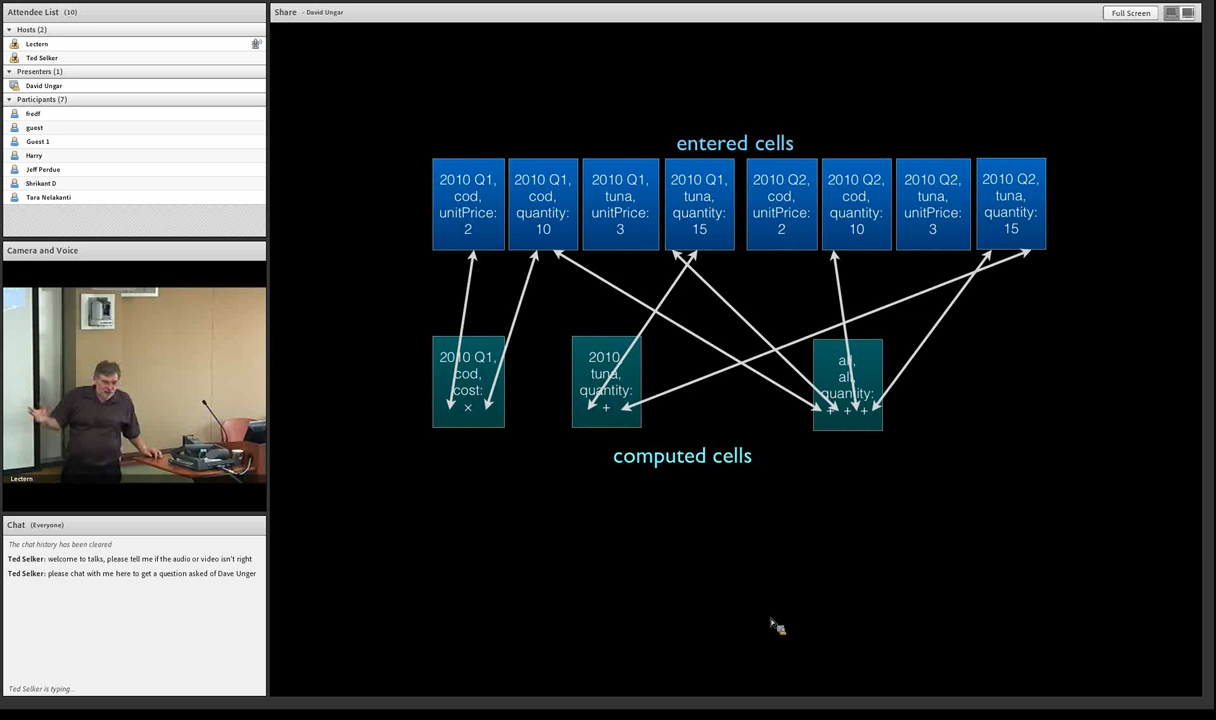 Attendee List (10)
Hosts (2)
Lectern
Ted Selker
Presenters (1)
David Ungar
Participants (7)
fredf
guest
Guest 1
Harry
Jeff Perdue
Shrikant D
Tara Nelakanti
Camera and Voice
Lectern
Chat (Everyone)
The chat history has been cleared
Ted Selker: welcome to talks, please tell me if the audio or video isn't right
Ted Selker: please chat with me here to get a question asked of Dave Unger
Ted Selker is typing...
Share - David Ungar
Full Screen
entered cells
2010 Q1,
cod,
unitPrice:
2
2010 Q1,
cod,
quantity:
10
2010 Q1,
tuna,
unitPrice:
3
2010 Q1,
tuna,
quantity:
15
2010 Q2,
cod,
unitPrice:
2
2010 Q2,
cod,
quantity:
10
2010 Q2,
tuna,
unitPrice:
3
2010 Q2,
tuna,
quantity:
15
2010 Q1,
cod,
cost:
×
2010,
tuna,
quantity:
+
all,
all,
quantity:
+ + +
computed cells